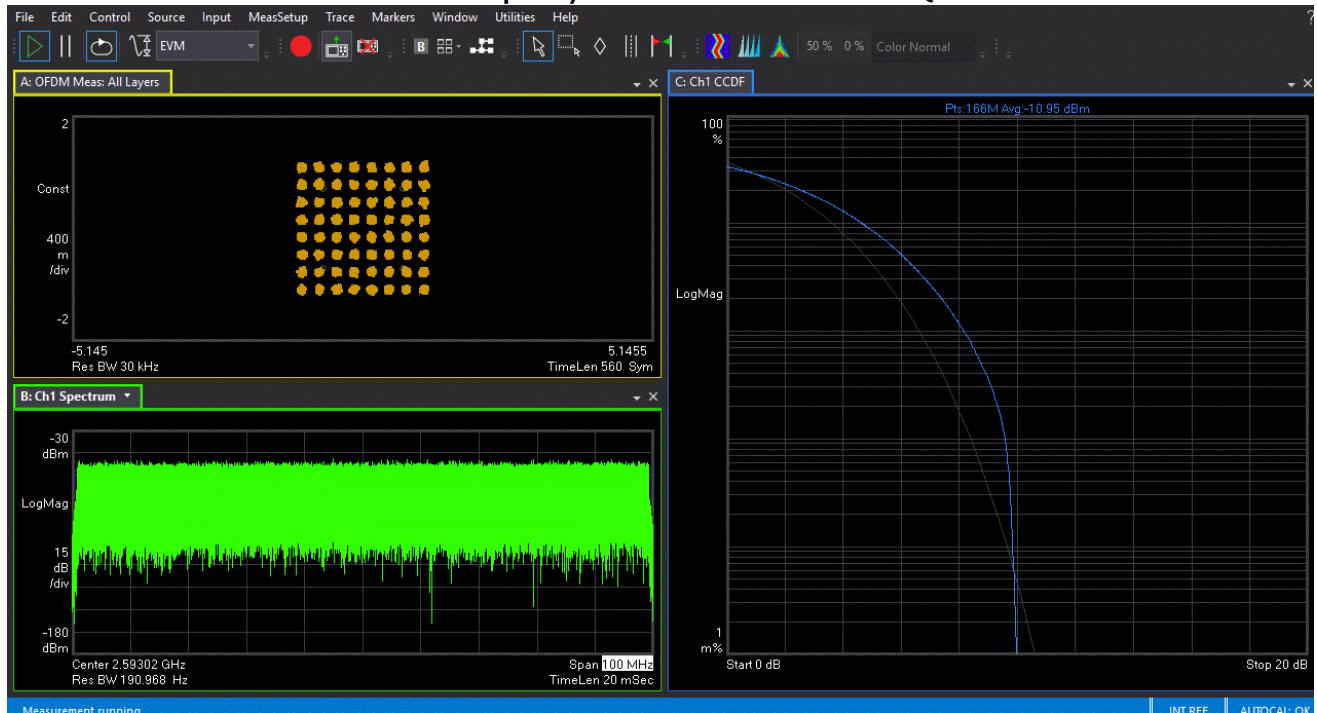 File Edit Control Source Input MeasSetup Trace Markers Window Utilities Help
EVM B 50 % 0 % Color Normal
A: OFDM Meas: All Layers
2
Const
400
m
/div
-2
-5.145 5.1455
Res BW 30 kHz TimeLen 560 Sym
B: Ch1 Spectrum
-30
dBm
LogMag
15
dB
/div
-180
dBm
Center 2.59302 GHz Span 100 MHz
Res BW 190.968 Hz TimeLen 20 mSec
C: Ch1 CCDF
Pts:166M Avg:-10.95 dBm
100
%
LogMag
1
m%
Start 0 dB Stop 20 dB
Measurement running INT REF AUTOCAL: OK